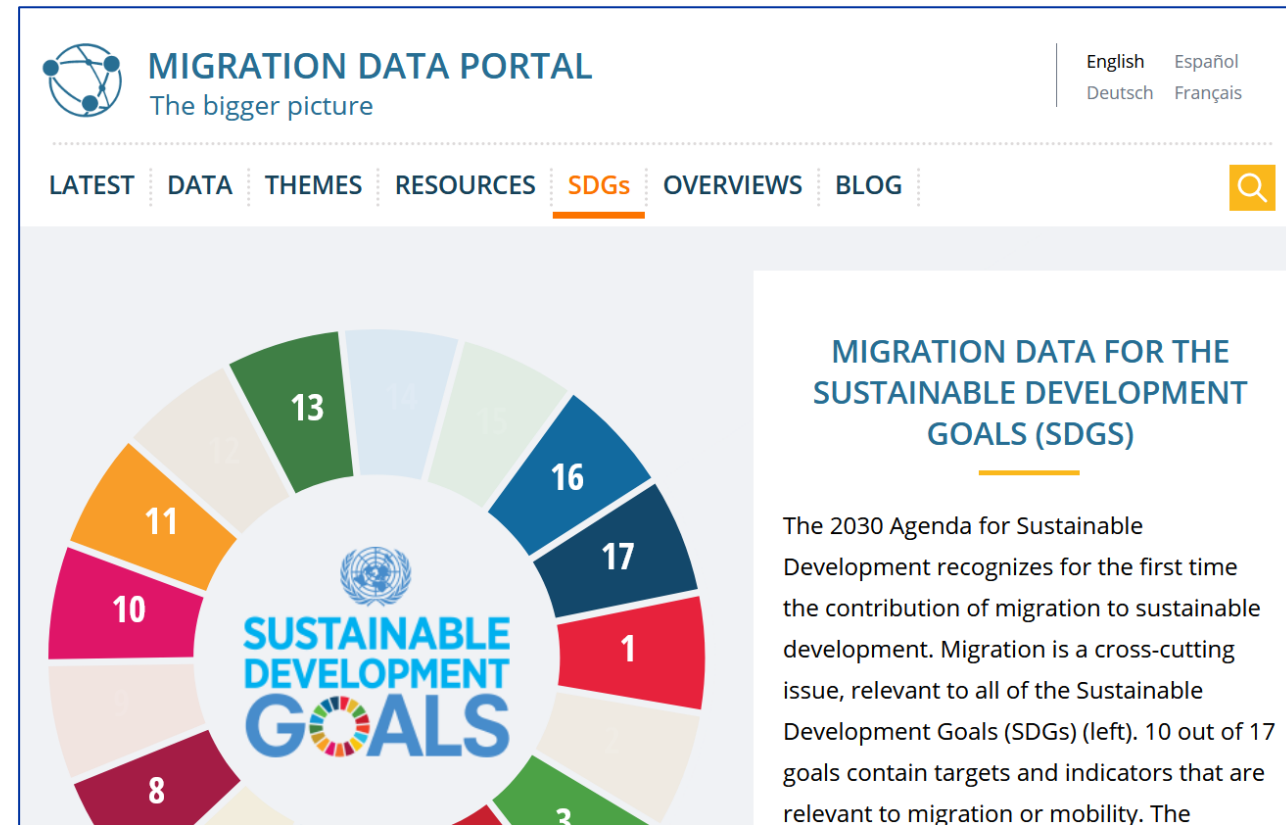 MIGRATION DATA PORTAL
The bigger picture
English Español
Deutsch Français
LATEST DATA THEMES RESOURCES SDGs OVERVIEWS BLOG
MIGRATION DATA FOR THE
SUSTAINABLE DEVELOPMENT
GOALS (SDGS)
The 2030 Agenda for Sustainable
Development recognizes for the first time
the contribution of migration to sustainable
development. Migration is a cross-cutting
issue, relevant to all of the Sustainable
Development Goals (SDGs) (left). 10 out of 17
goals contain targets and indicators that are
relevant to migration or mobility. The
13
14
15
12
16
11
17
10
1
SUSTAINABLE
DEVELOPMENT
GOALS
9
8
3